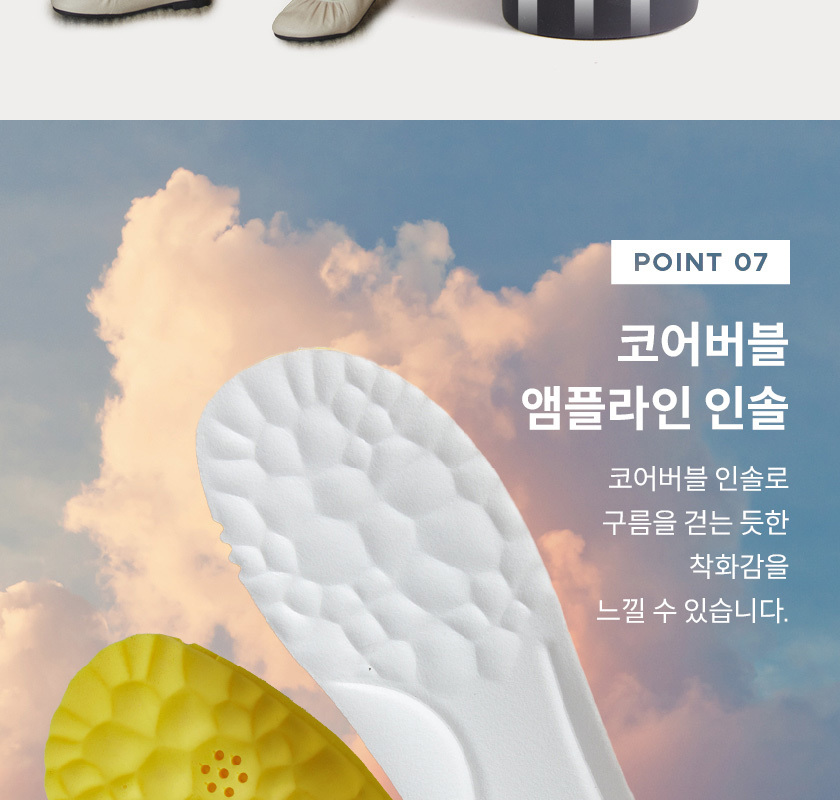 POINT 07
코어버블
앰플라인 인솔
코어버블 인솔로
구름을 걷는 듯한
착화감을
느낄 수 있습니다.